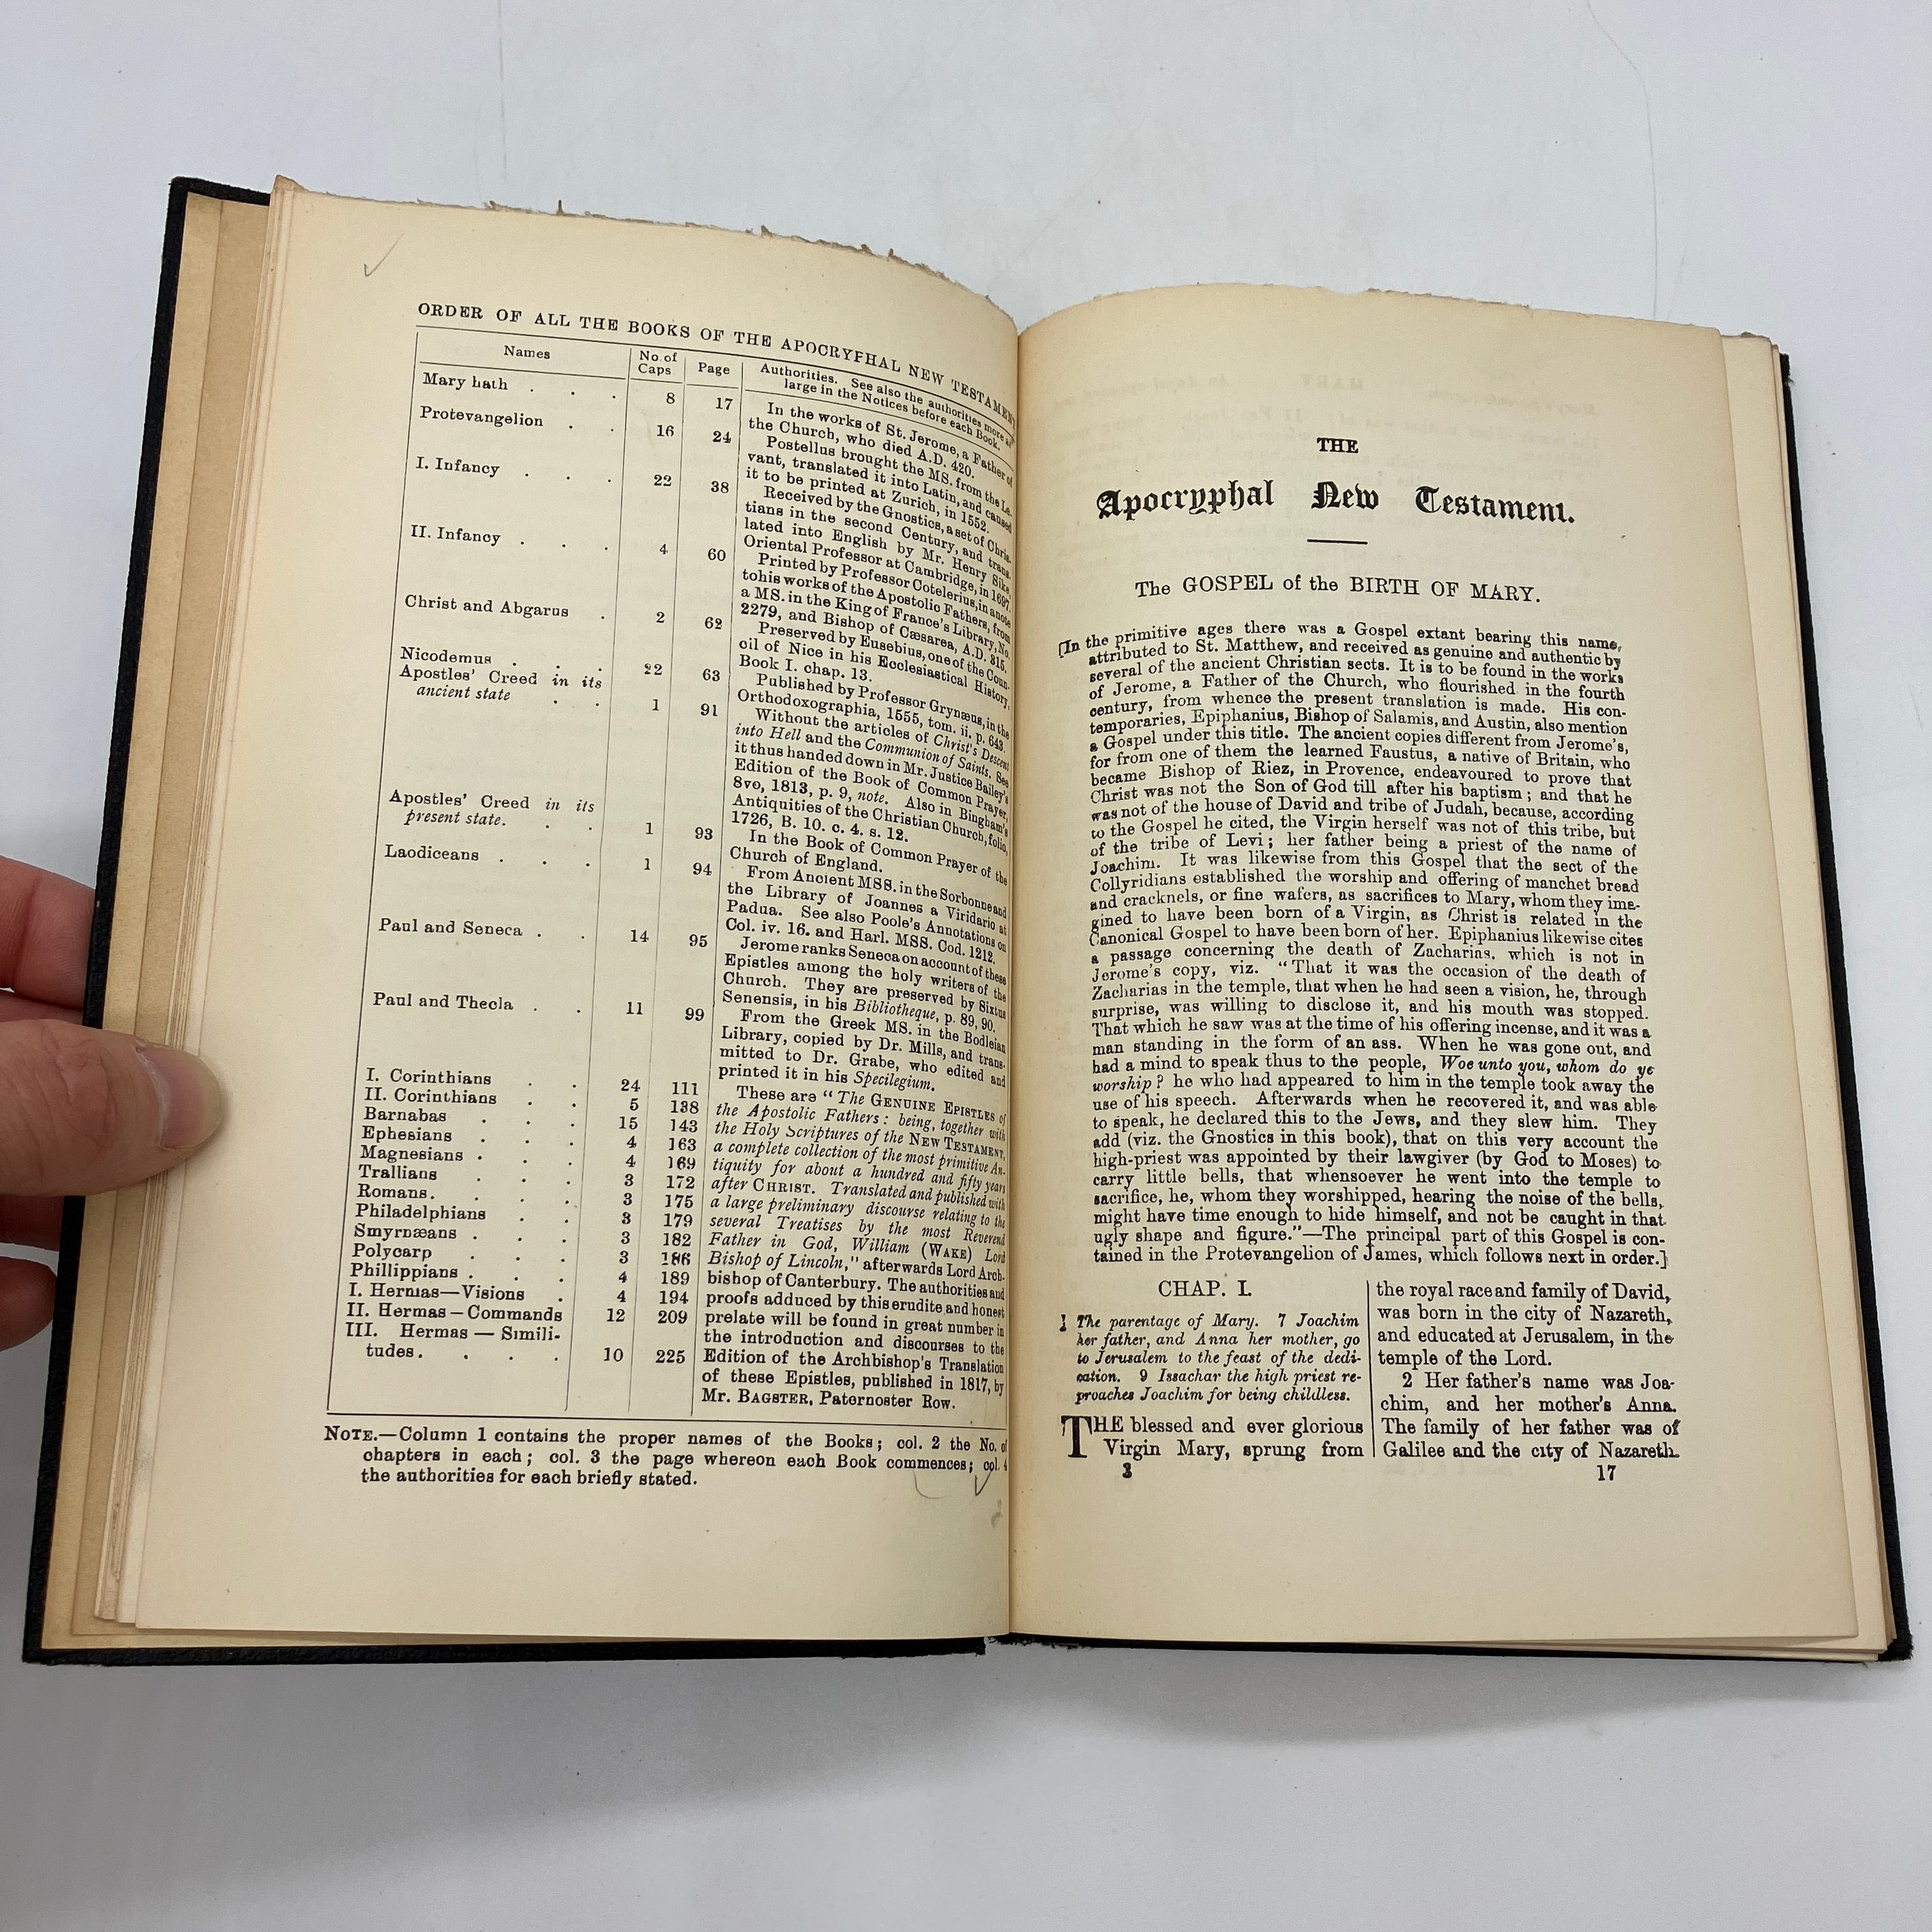 ORDER OF ALL THE BOOKS OF THE APOCRYPHAL NEW TESTAMENT
Names
No. of
Caps
Page
Authorities. See also the authorities more at
large in the Notices before each Book.
Mary hath . . . 8 17
In the works of St. Jerome, a Father of
the Church, who died A.D. 420.
Protevangelion . . 16 24
Postellus brought the MS. from the Le-
vant, translated it into Latin, and caused
it to be printed at Zurich, in 1552.
I. Infancy . . . 22 38
Received by the Gnostics, a set of Chris-
tians in the second Century, and trans-
lated into English by Mr. Henry Sike,
Oriental Professor at Cambridge, in 1697.
II. Infancy . . . 4 60
Printed by Professor Cotelerius, in a note
to his works of the Apostolic Fathers, from
a MS. in the King of France's Library, No.
2279, and Bishop of Cæsarea, A.D. 315.
Christ and Abgarus . 2 62
Preserved by Eusebius, one of the Coun-
cil of Nice in his Ecclesiastical History,
Book I. chap. 13.
Nicodemus . . . 22 63
Published by Professor Grynæus, in the
Orthodoxographia, 1555, tom. ii. p. 643.
Apostles' Creed in its
ancient state . . 1 91
Without the articles of Christ's Descent
into Hell and the Communion of Saints. See
it thus handed down in Mr. Justice Bailey's
Edition of the Book of Common Prayer,
8vo, 1813, p. 9, note. Also in Bingham's
Antiquities of the Christian Church, folio,
1726, B. 10. c. 4. s. 12.
Apostles' Creed in its
present state. . . 1 93
In the Book of Common Prayer of the
Church of England.
Laodiceans . . . 1 94
From Ancient MSS. in the Sorbonne and
the Library of Joannes a Viridario at
Padua. See also Poole's Annotations on
Col. iv. 16. and Harl. MSS. Cod. 1212.
Paul and Seneca . . 14 95
Jerome ranks Seneca on account of these
Epistles among the holy writers of the
Church. They are preserved by Sixtus
Senensis, in his Bibliotheque, p. 89, 90.
Paul and Thecla . . 11 99
From the Greek MS. in the Bodleian
Library, copied by Dr. Mills, and trans-
mitted to Dr. Grabe, who edited and
printed it in his Specilegium.
I. Corinthians . . 24 111
II. Corinthians . . 5 138
Barnabas . . . 15 143
Ephesians . . . 4 163
Magnesians . . . 4 169
Trallians . . . 3 172
Romans. . . . 3 175
Philadelphians . . 3 179
Smyrnæans . . . 3 182
Polycarp . . . 3 186
Phillippians . . . 4 189
I. Hermas—Visions . 4 194
II. Hermas — Commands 12 209
III. Hermas — Simili-
tudes . . . . 10 225
These are "The GENUINE EPISTLES of
the Apostolic Fathers: being, together with
the Holy Scriptures of the NEW TESTAMENT,
a complete collection of the most primitive An-
tiquity for about a hundred and fifty years
after CHRIST. Translated and published with
a large preliminary discourse relating to the
several Treatises by the most Reverend
Father in God, William (WAKE) Lord
Bishop of Lincoln," afterwards Lord Arch-
bishop of Canterbury. The authorities and
proofs adduced by this erudite and honest
prelate will be found in great number in
the introduction and discourses to the
Edition of the Archbishop's Translation
of these Epistles, published in 1817, by
Mr. BAGSTER, Paternoster Row.
NOTE.—Column 1 contains the proper names of the Books; col. 2 the No. of
chapters in each; col. 3 the page whereon each Book commences; col. 4
the authorities for each briefly stated.
THE
Apocryphal New Testament.
The GOSPEL of the BIRTH OF MARY.
[In the primitive ages there was a Gospel extant bearing this name,
attributed to St. Matthew, and received as genuine and authentic by
several of the ancient Christian sects. It is to be found in the works
of Jerome, a Father of the Church, who flourished in the fourth
century, from whence the present translation is made. His con-
temporaries, Epiphanius, Bishop of Salamis, and Austin, also mention
a Gospel under this title. The ancient copies different from Jerome's,
for from one of them the learned Faustus, a native of Britain, who
became Bishop of Riez, in Provence, endeavoured to prove that
Christ was not the Son of God till after his baptism; and that he
was not of the house of David and tribe of Judah, because, according
to the Gospel he cited, the Virgin herself was not of this tribe, but
of the tribe of Levi; her father being a priest of the name of
Joachim. It was likewise from this Gospel that the sect of the
Collyridians established the worship and offering of manchet bread
and cracknels, or fine wafers, as sacrifices to Mary, whom they ima-
gined to have been born of a Virgin, as Christ is related in the
Canonical Gospel to have been born of her. Epiphanius likewise cites
a passage concerning the death of Zacharias, which is not in
Jerome's copy, viz. "That it was the occasion of the death of
Zacharias in the temple, that when he had seen a vision, he, through
surprise, was willing to disclose it, and his mouth was stopped.
That which he saw was at the time of his offering incense, and it was a
man standing in the form of an ass. When he was gone out, and
had a mind to speak thus to the people, Woe unto you, whom do ye
worship? he who had appeared to him in the temple took away the
use of his speech. Afterwards when he recovered it, and was able
to speak, he declared this to the Jews, and they slew him. They
add (viz. the Gnostics in this book), that on this very account the
high-priest was appointed by their lawgiver (by God to Moses) to
carry little bells, that whensoever he went into the temple to
sacrifice, he, whom they worshipped, hearing the noise of the bells,
might have time enough to hide himself, and not be caught in that
ugly shape and figure."—The principal part of this Gospel is con-
tained in the Protevangelion of James, which follows next in order.]
CHAP. I.
1 The parentage of Mary. 7 Joachim
her father, and Anna her mother, go
to Jerusalem to the feast of the dedi-
cation. 9 Issachar the high priest re-
proaches Joachim for being childless.
THE blessed and ever glorious
Virgin Mary, sprung from
the royal race and family of David,
was born in the city of Nazareth,
and educated at Jerusalem, in the
temple of the Lord.
2 Her father's name was Joa-
chim, and her mother's Anna.
The family of her father was of
Galilee and the city of Nazareth.
3
17